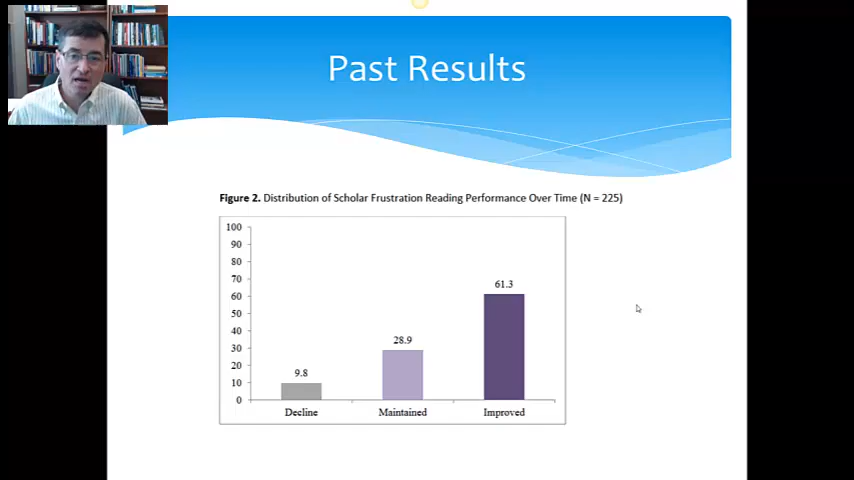 Past Results
Figure 2. Distribution of Scholar Frustration Reading Performance Over Time (N = 225)
100
90
80
70
60
50
40
30
20
10
0
9.8
28.9
61.3
Decline
Maintained
Improved